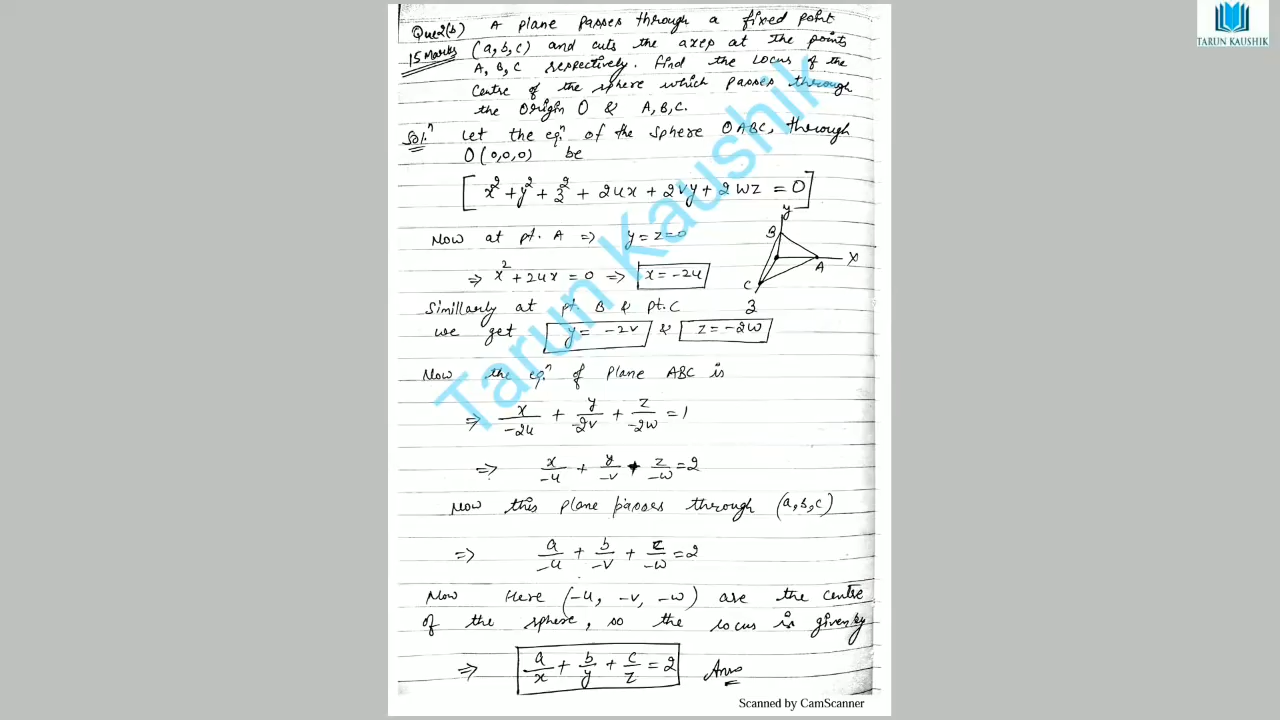 Que2(b) A plane passes through a fixed point
15 Marks (a,b,c) and cuts the axes at the points
A, B, C respectively. find the locus of the
centre of the sphere which passes through
the origin O & A,B,C.
Solⁿ Let the eqⁿ of the sphere OABC, through
O(0,0,0) be
[x² + y² + z² + 2ux + 2vy + 2wz = 0]
Now at pt. A => y = z = 0
=> x² + 2ux = 0 => x = -2u
y
B
A
X
C
z
Simillarly at pt. B & pt.C
we get y = -2v & z = -2w
Now the eqⁿ of plane ABC is
=> x/-2u + y/-2v + z/-2w = 1
=> x/-u + y/-v + z/-w = 2
Now this plane passes through (a,b,c)
=> a/-u + b/-v + c/-w = 2
Now Here (-u, -v, -w) are the centre
of the sphere, so the locus is given by
=> a/x + b/y + c/z = 2 Ans
Tarun Kaushik
TARUN KAUSHIK
Scanned by CamScanner